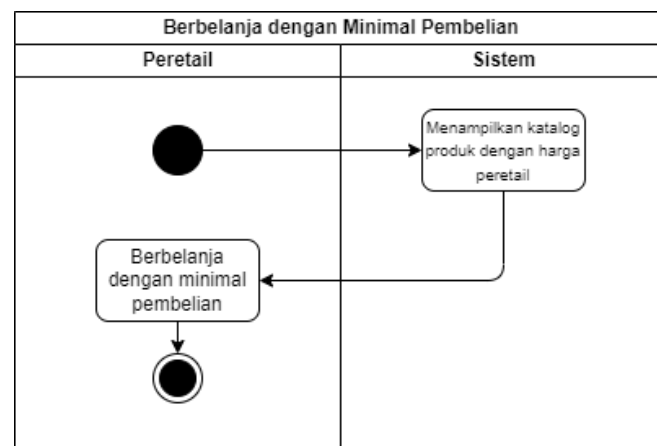 Berbelanja dengan Minimal Pembelian
Peretail
Sistem
Menampilkan katalog
produk dengan harga
peretail
Berbelanja
dengan minimal
pembelian